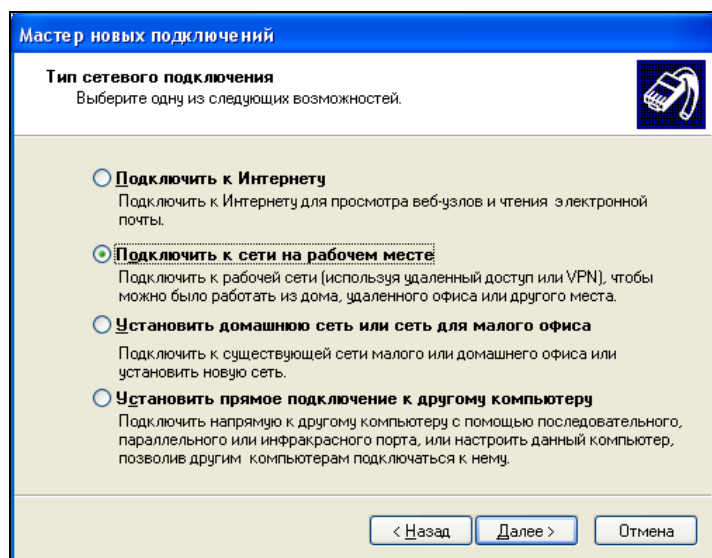 Мастер новых подключений
Тип сетевого подключения
Выберите одну из следующих возможностей.
Подключить к Интернету
Подключить к Интернету для просмотра веб-узлов и чтения электронной
почты.
Подключить к сети на рабочем месте
Подключить к рабочей сети (используя удаленный доступ или VPN), чтобы
можно было работать из дома, удаленного офиса или другого места.
Установить домашнюю сеть или сеть для малого офиса
Подключить к существующей сети малого или домашнего офиса или
установить новую сеть.
Установить прямое подключение к другому компьютеру
Подключить напрямую к другому компьютеру с помощью последовательного,
параллельного или инфракрасного порта, или настроить данный компьютер,
позволив другим компьютерам подключаться к нему.
< Назад Далее > Отмена